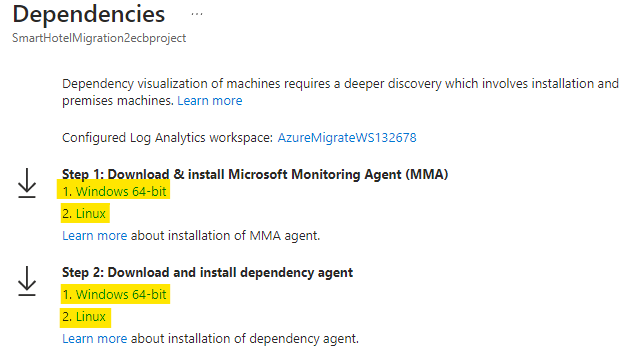 Dependencies ...
SmartHotelMigration2ecbproject
Dependency visualization of machines requires a deeper discovery which involves installation and
premises machines. Learn more
Configured Log Analytics workspace: AzureMigrateWS132678
Step 1: Download & install Microsoft Monitoring Agent (MMA)
1. Windows 64-bit
2. Linux
Learn more about installation of MMA agent.
Step 2: Download and install dependency agent
1. Windows 64-bit
2. Linux
Learn more about installation of dependency agent.